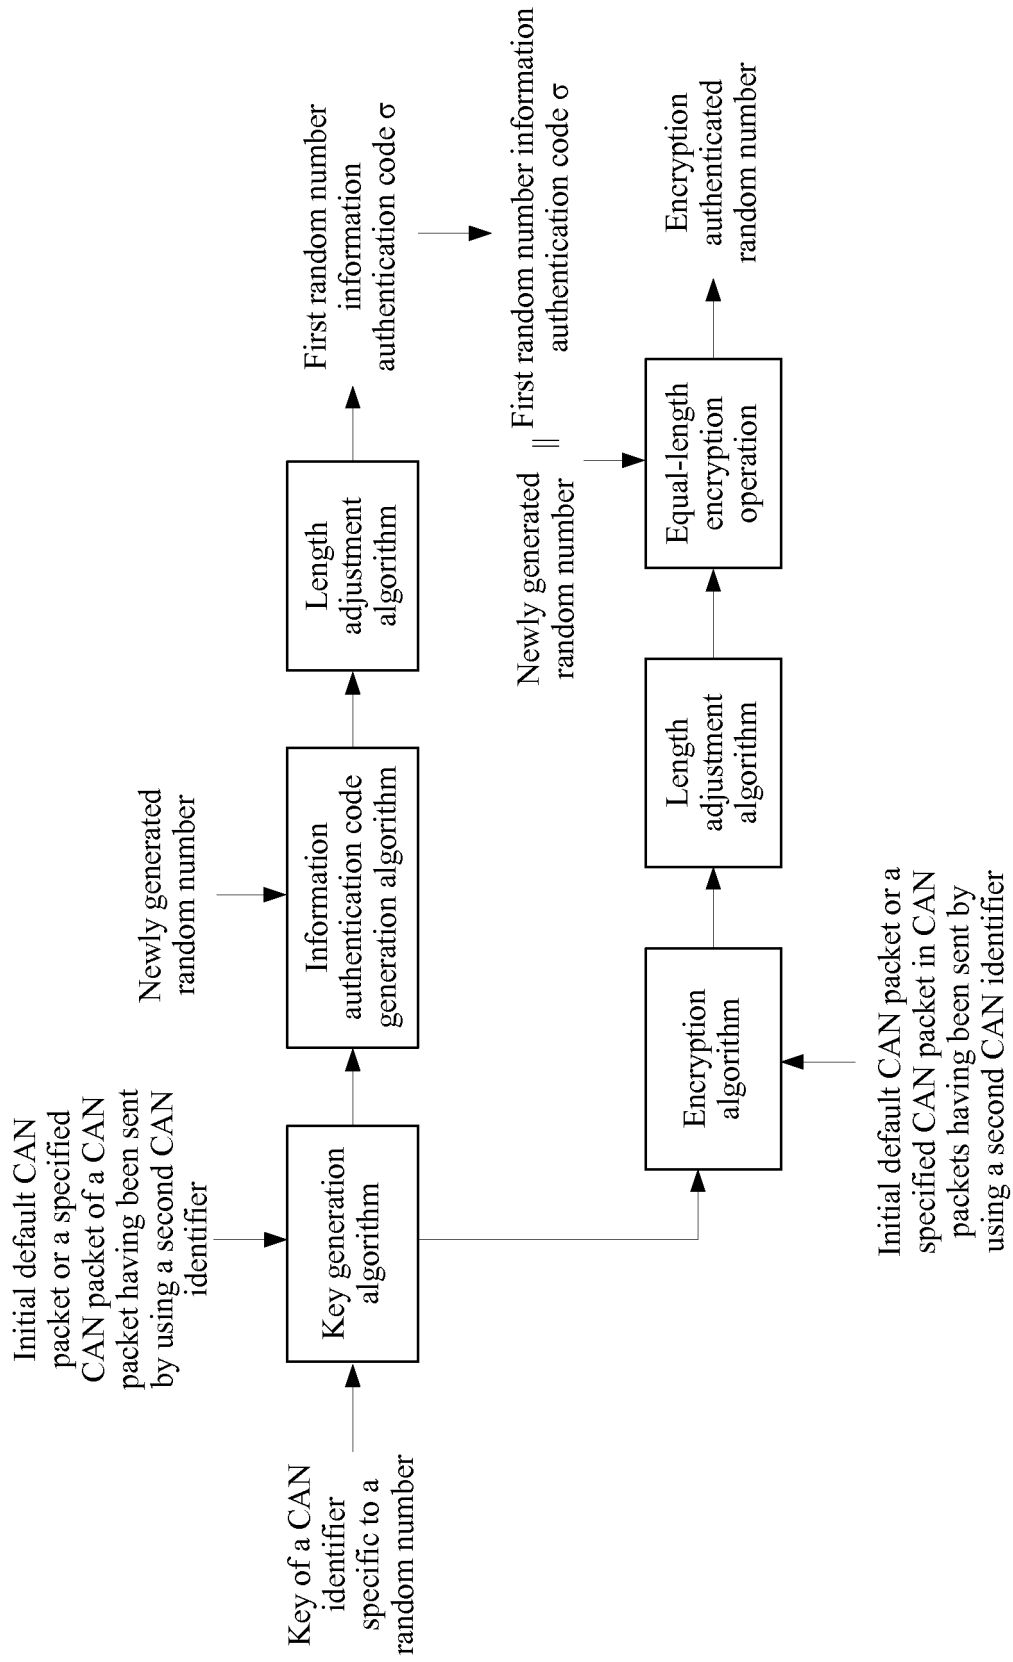 Key of a CAN
identifier
specific to a
random number
Initial default CAN
packet or a specified
CAN packet of a CAN
packet having been sent
by using a second CAN
identifier
Key generation
algorithm
Newly generated
random number
Information
authentication code
generation algorithm
Length
adjustment
algorithm
First random number
information
authentication code σ
Newly generated
random number
||
First random number information
authentication code σ
Encryption
algorithm
Length
adjustment
algorithm
Equal-length
encryption
operation
Encryption
authenticated
random number
Initial default CAN packet or a
specified CAN packet in CAN
packets having been sent by
using a second CAN identifier